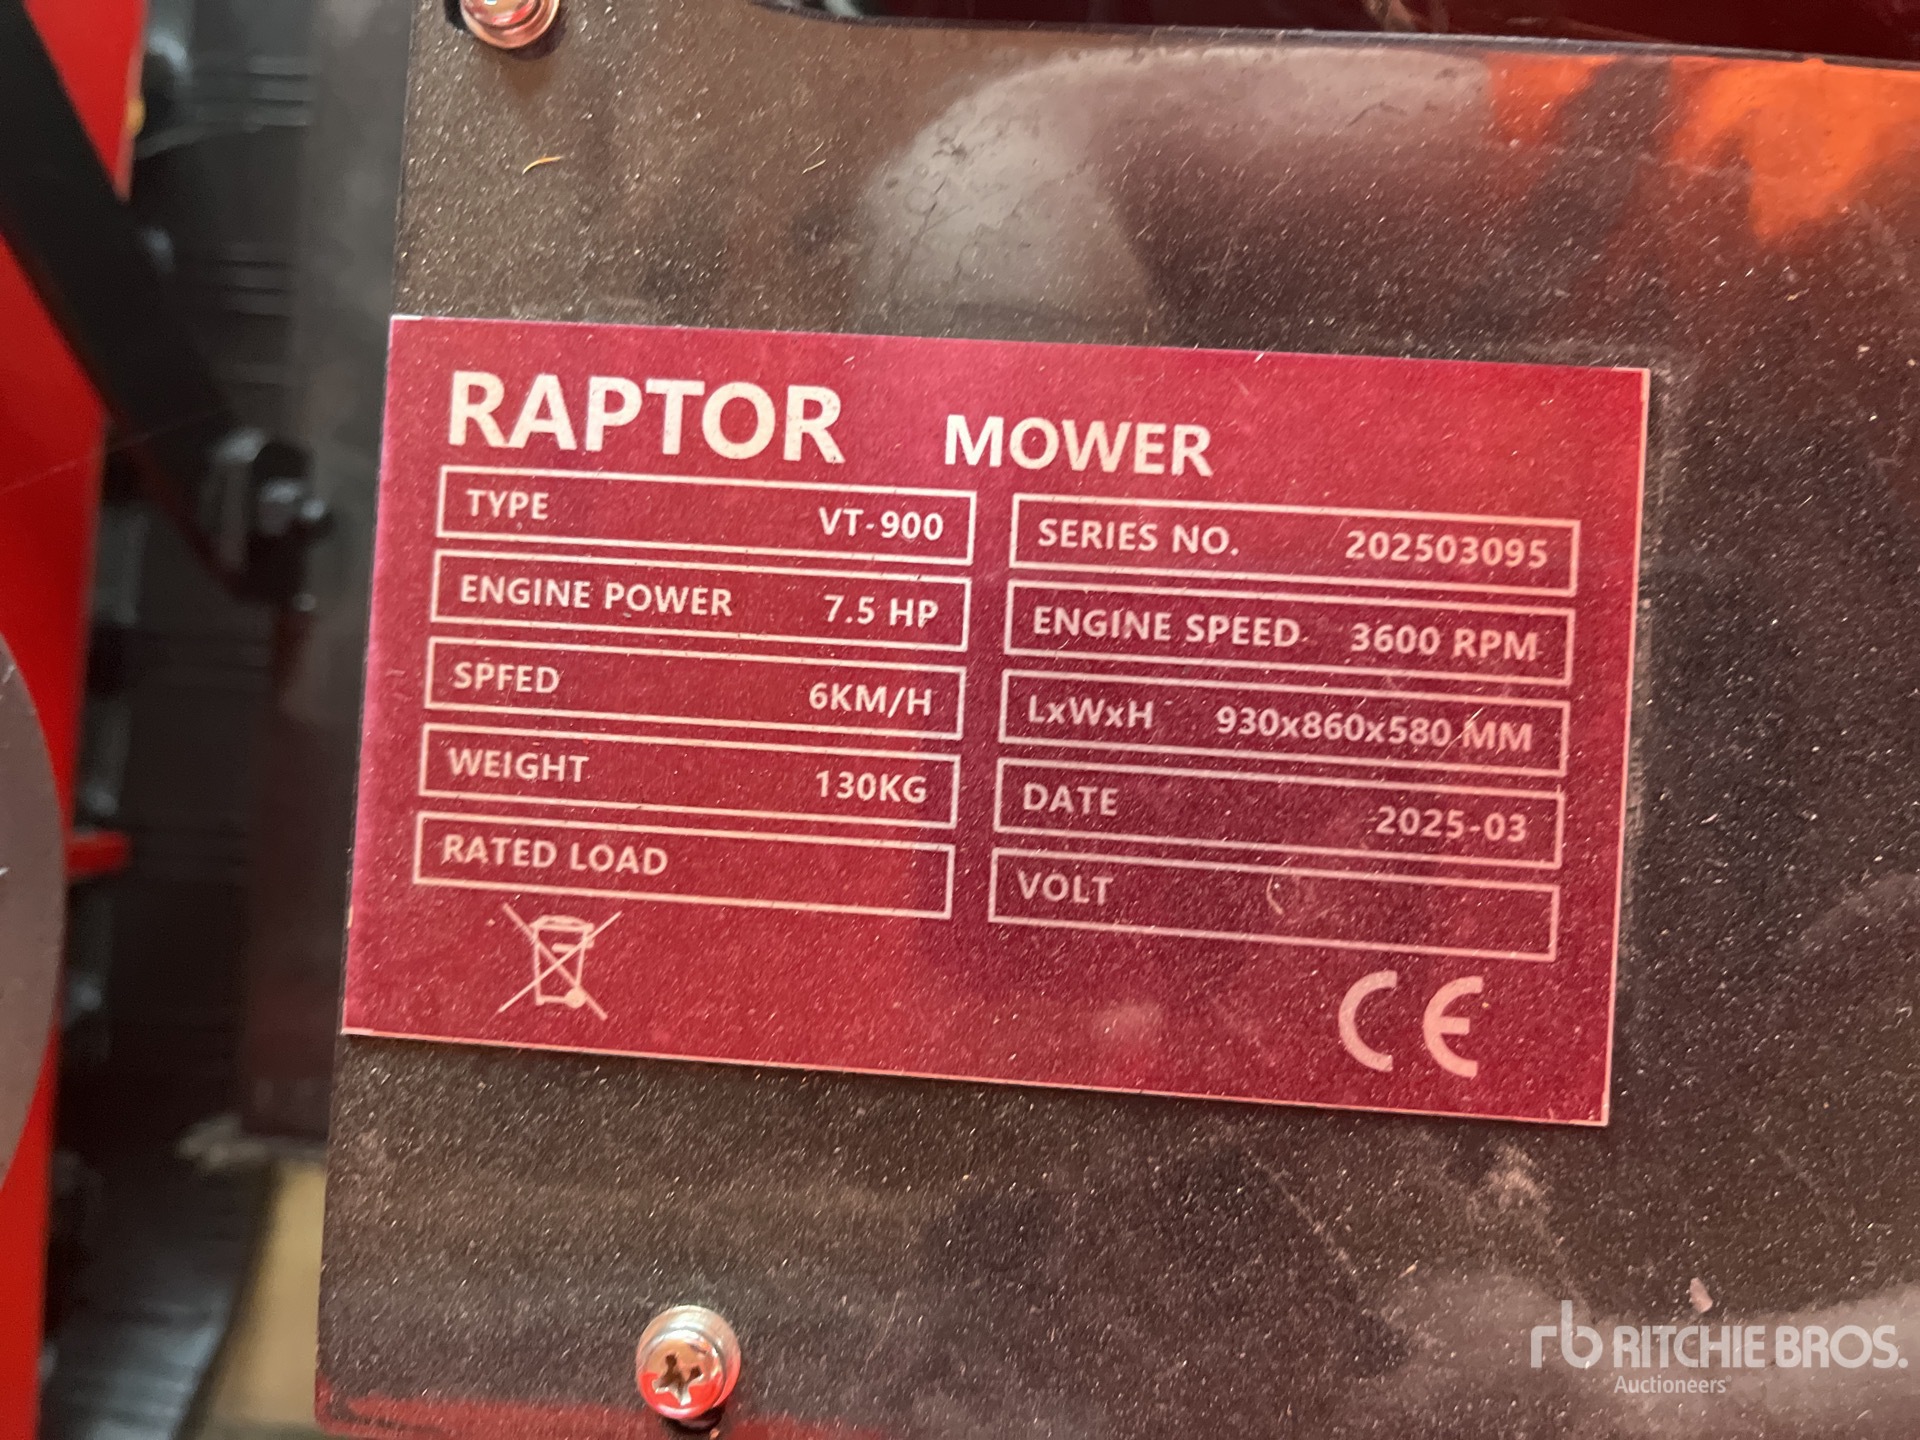 RAPTOR MOWER
TYPE VT-900 SERIES NO. 202503095
ENGINE POWER 7.5 HP ENGINE SPEED 3600 RPM
SPFED 6KM/H LxWxH 930x860x580 MM
WEIGHT 130KG DATE 2025-03
RATED LOAD VOLT
CE
rb RITCHIE BROS.
Auctioneers